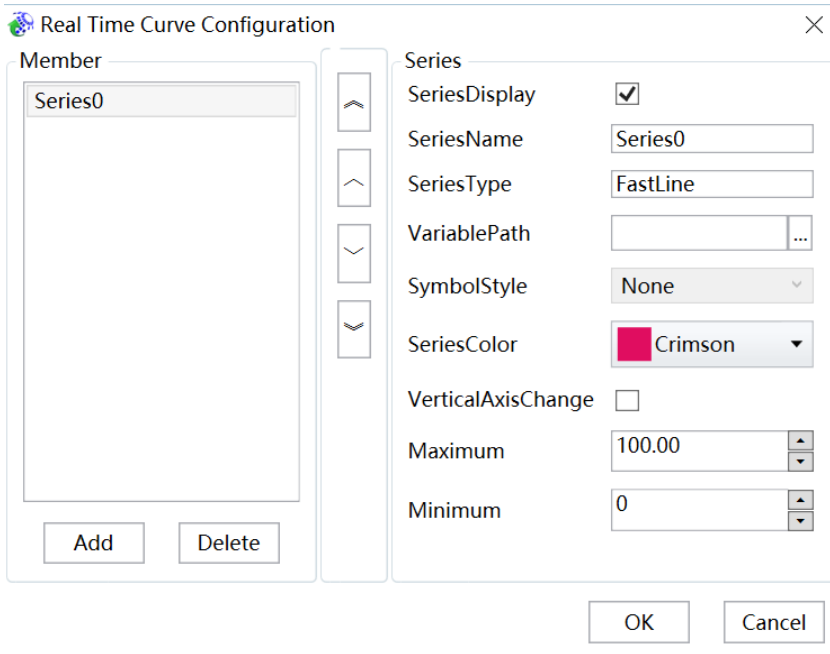 Real Time Curve Configuration
Member
Series0
Add
Delete
Series
SeriesDisplay
SeriesName
Series0
SeriesType
FastLine
VariablePath
...
SymbolStyle
None
SeriesColor
Crimson
VerticalAxisChange
Maximum
100.00
Minimum
0
OK
Cancel